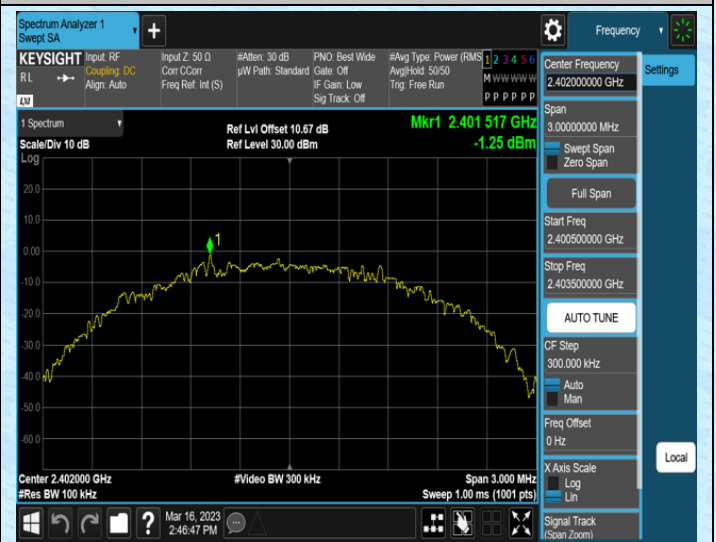 Spectrum Analyzer 1
Swept SA
Frequency
KEYSIGHT
RL
LXI
Input: RF
Coupling: DC
Align: Auto
Input Z: 50 Ω
Corr CCorr
Freq Ref: Int (S)
#Atten: 30 dB
µW Path: Standard
PNO: Best Wide
Gate: Off
IF Gain: Low
Sig Track: Off
#Avg Type: Power (RMS
Avg|Hold: 50/50
Trig: Free Run
1 2 3 4 5 6
M W W W W W
P P P P P P
1 Spectrum
Scale/Div 10 dB
Ref Lvl Offset 10.67 dB
Ref Level 30.00 dBm
Mkr1 2.401 517 GHz
-1.25 dBm
Log
20.0
10.0
0.00
-10.0
-20.0
-30.0
-40.0
-50.0
-60.0
1
Center 2.402000 GHz
#Res BW 100 kHz
#Video BW 300 kHz
Span 3.000 MHz
Sweep 1.00 ms (1001 pts)
?
Mar 16, 2023
2:46:47 PM
Center Frequency
2.402000000 GHz
Span
3.00000000 MHz
Swept Span
Zero Span
Full Span
Start Freq
2.400500000 GHz
Stop Freq
2.403500000 GHz
AUTO TUNE
CF Step
300.000 kHz
Auto
Man
Freq Offset
0 Hz
X Axis Scale
Log
Lin
Signal Track
(Span Zoom)
Settings
Local